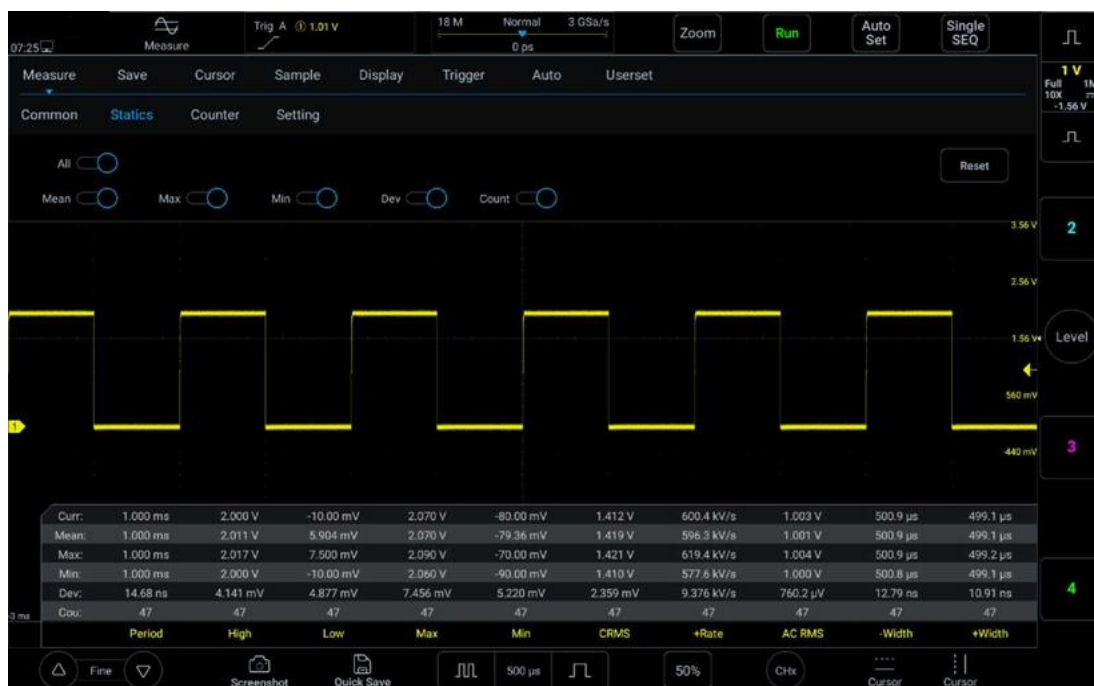 Trig A ① 1.01 V
18 M Normal 3 GSa/s
Zoom Run Auto Set Single SEQ
07:25 Measure
0 ps
Measure Save Cursor Sample Display Trigger Auto Userset
1 V
Full 1M
10X
-1.56 V
Common Statics Counter Setting
All
Reset
Mean Max Min Dev Count
3.56 V
2
2.56 V
1.56 V
Level
560 mV
1
-440 mV
3
Curr: 1.000 ms 2.000 V -10.00 mV 2.070 V -80.00 mV 1.412 V 600.4 kV/s 1.003 V 500.9 µs 499.1 µs
Mean: 1.000 ms 2.011 V 5.904 mV 2.070 V -79.36 mV 1.419 V 596.3 kV/s 1.001 V 500.9 µs 499.1 µs
Max: 1.000 ms 2.017 V 7.500 mV 2.090 V -70.00 mV 1.421 V 619.4 kV/s 1.004 V 500.9 µs 499.2 µs
Min: 1.000 ms 2.000 V -10.00 mV 2.060 V -90.00 mV 1.410 V 577.6 kV/s 1.000 V 500.8 µs 499.1 µs
Dev: 14.68 ns 4.141 mV 4.877 mV 7.456 mV 5.220 mV 2.359 mV 9.376 kV/s 760.2 µV 12.79 ns 10.91 ns
4
-3 ms
Cou: 47 47 47 47 47 47 47 47 47 47
Period High Low Max Min CRMS +Rate AC RMS -Width +Width
Fine
Screenshot
Quick Save
500 µs
50%
CHx
Cursor
Cursor